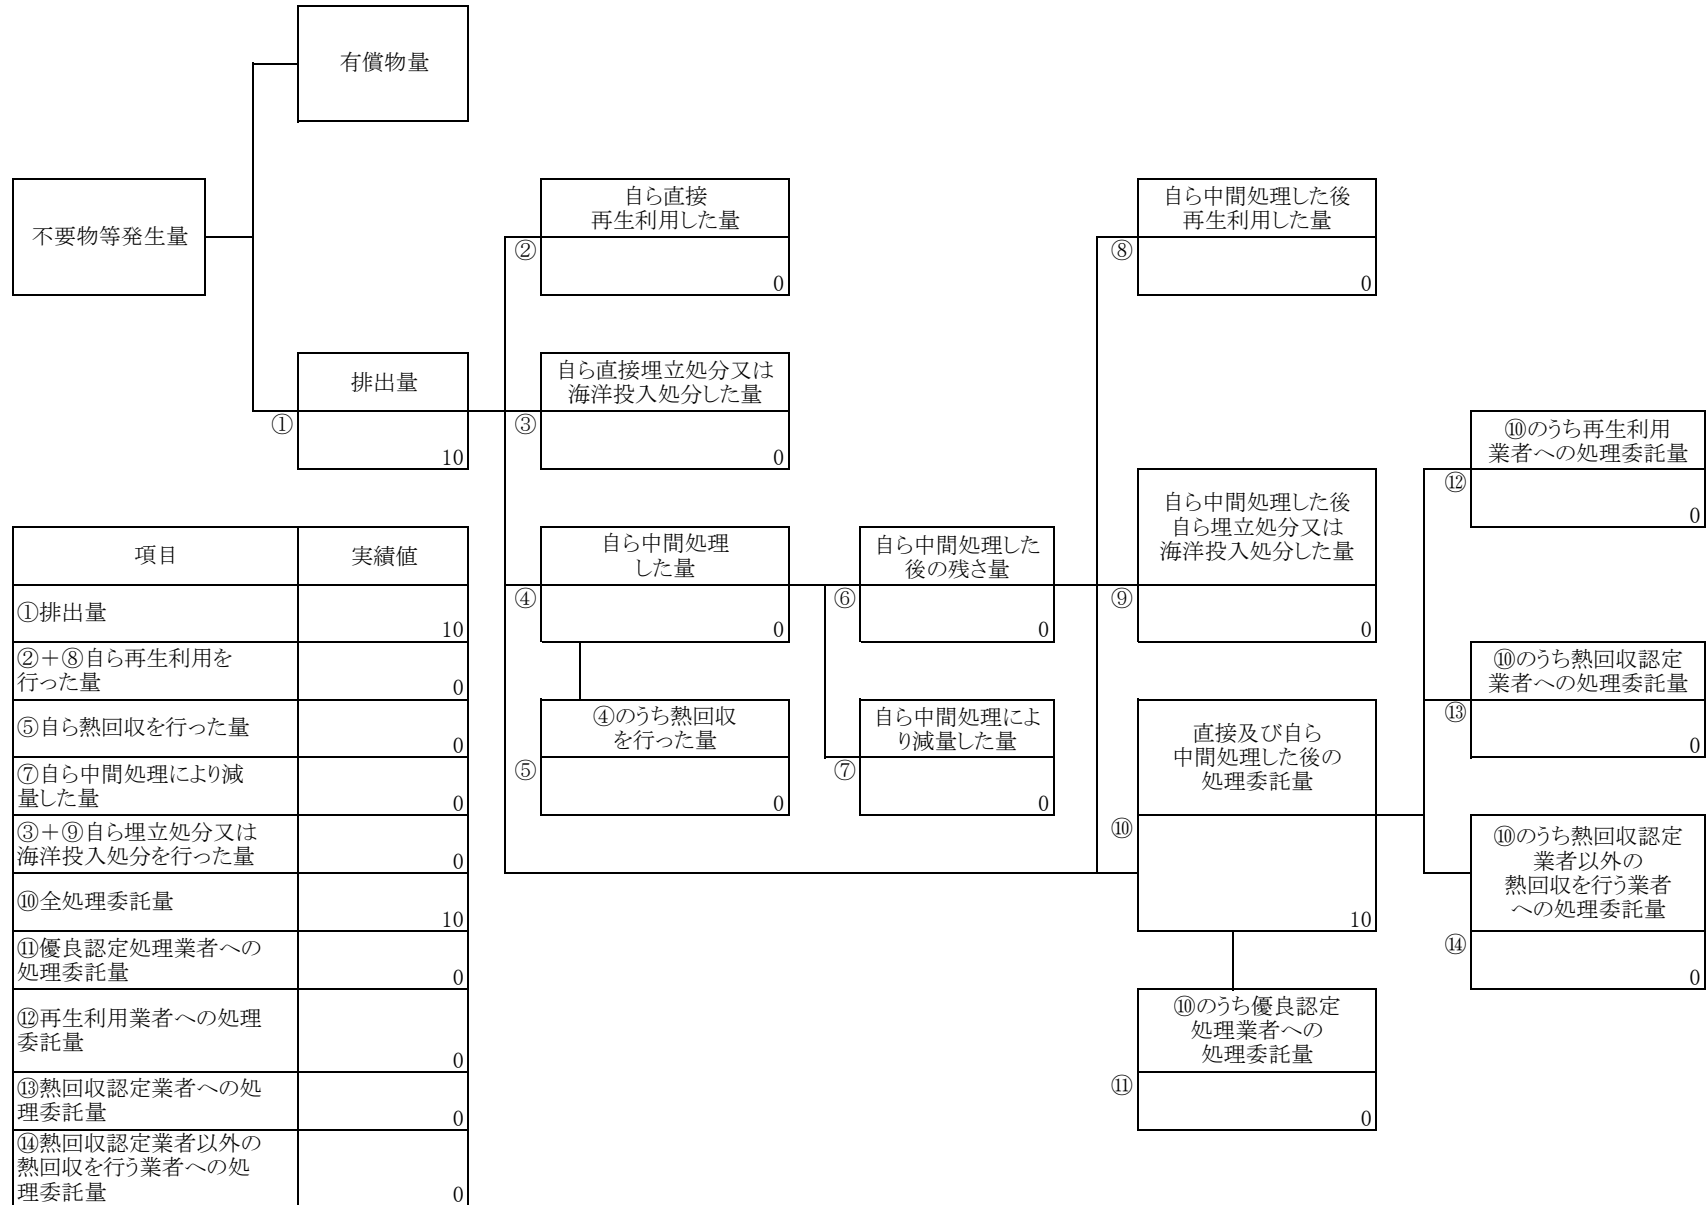 有償物量
不要物等発生量
自ら直接
再生利用した量
②
0
自ら中間処理した後
再生利用した量
⑧
0
排出量
①
10
自ら直接埋立処分又は
海洋投入処分した量
③
0
⑩のうち再生利用
業者への処理委託量
⑫
0
自ら中間処理
した量
④
0
自ら中間処理した
後の残さ量
⑥
0
自ら中間処理した後
自ら埋立処分又は
海洋投入処分した量
⑨
0
⑩のうち熱回収認定
業者への処理委託量
⑬
0
④のうち熱回収
を行った量
⑤
0
自ら中間処理によ
り減量した量
⑦
0
直接及び自ら
中間処理した後の
処理委託量
⑩
10
⑩のうち熱回収認定
業者以外の
熱回収を行う業者
への処理委託量
⑭
0
⑩のうち優良認定
処理業者への
処理委託量
⑪
0
項目 実績値
①排出量
10
②＋⑧自ら再生利用を
行った量
0
⑤自ら熱回収を行った量
0
⑦自ら中間処理により減
量した量
0
③＋⑨自ら埋立処分又は
海洋投入処分を行った量
0
⑩全処理委託量
10
⑪優良認定処理業者への
処理委託量
0
⑫再生利用業者への処理
委託量
0
⑬熱回収認定業者への処
理委託量
0
⑭熱回収認定業者以外の
熱回収を行う業者への処
理委託量
0